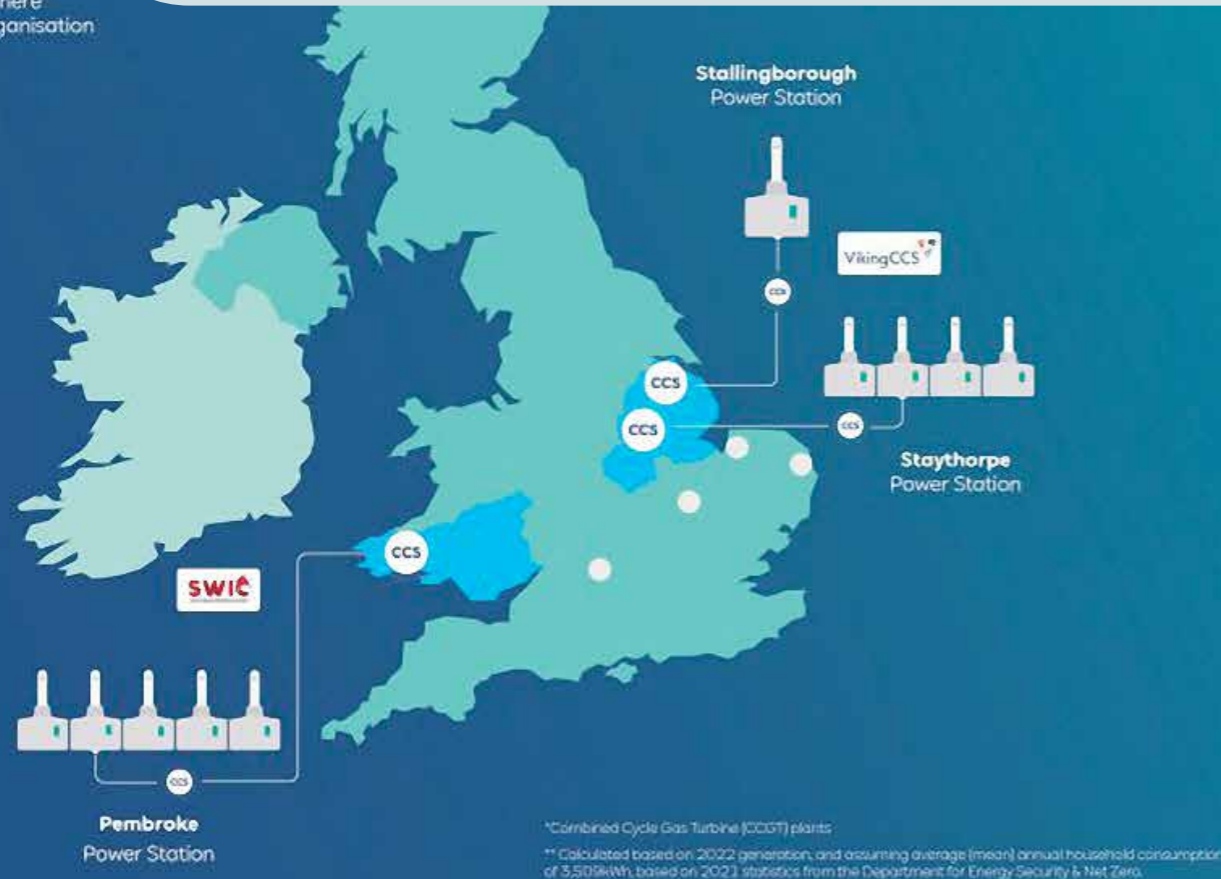 ganisation
Stallingborough
Power Station
VikingCCS
CCS
CCS
CCS
CCS
Staythorpe
Power Station
CCS
SWIC
CCS
Pembroke
Power Station
*Combined Cycle Gas Turbine (CCGT) plants
** Calculated based on 2022 generation, and assuming average (mean) annual household consumption
of 3,509kWh, based on 2021 statistics from the Department for Energy Security & Net Zero.